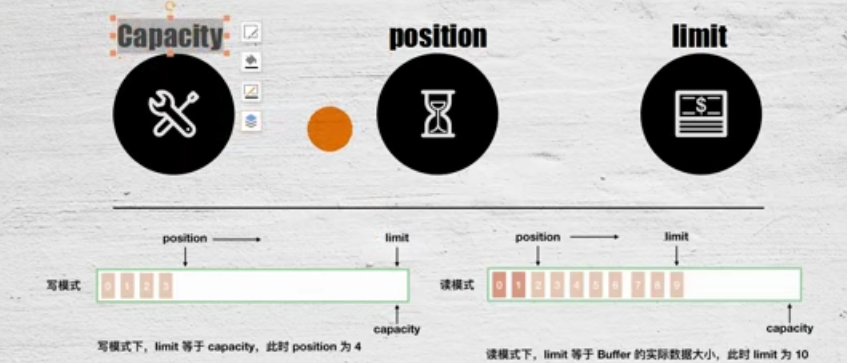 Capacity position limit
$
position limit
写模式
0 1 2 3
capacity
写模式下，limit 等于 capacity，此时 position 为 4
position limit
读模式
0 1 2 3 4 5 6 7 8 9
capacity
读模式下，limit 等于 Buffer 的实际数据大小，此时 limit 为 10